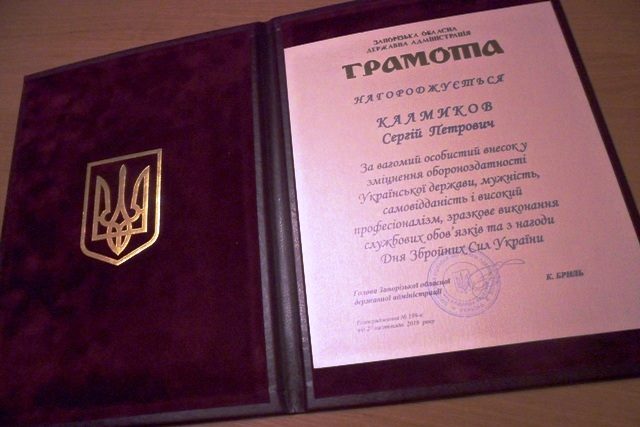 ЗАПОРІЗЬКА ОБЛАСНА
ДЕРЖАВНА АДМІНІСТРАЦІЯ
ГРАМОТА
НАГОРОДЖУЄТЬСЯ
КАЛМИКОВ
Сергій Петрович
За вагомий особистий внесок у
зміцнення обороноздатності
Української держави, мужність,
самовідданість і високий
професіоналізм, зразкове виконання
службових обов'язків та з нагоди
Дня Збройних Сил України
Голова Запорізької обласної
державної адміністрації
К. БРИЛЬ
2018 року